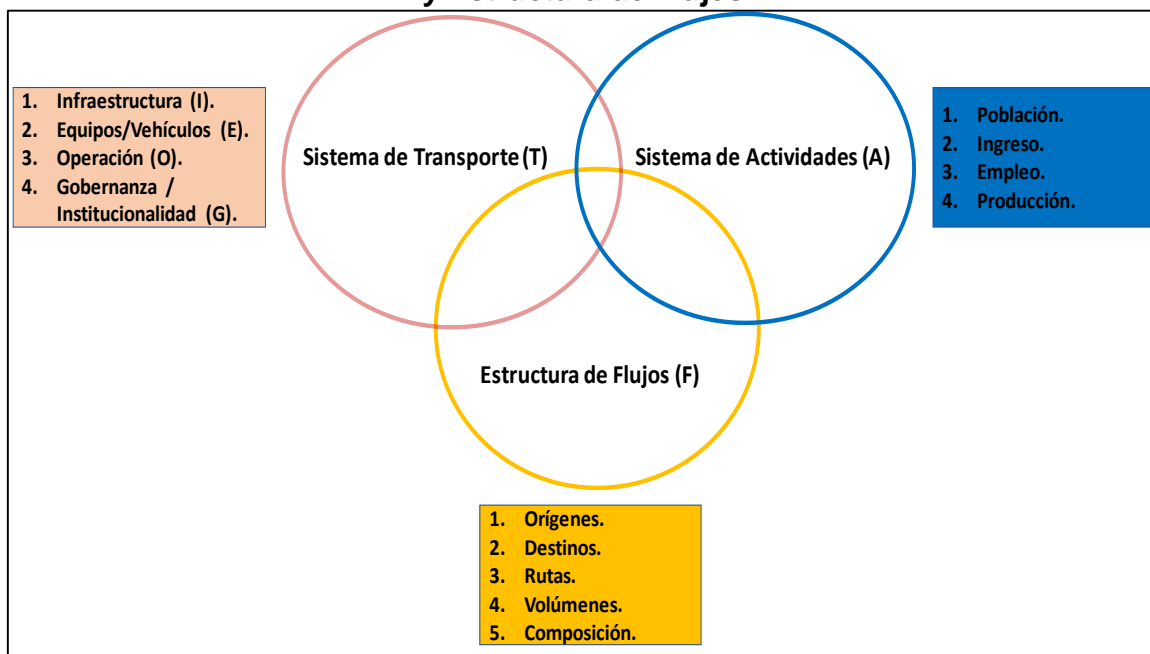 1. Infraestructura (I).
2. Equipos/Vehículos (E).
3. Operación (O).
4. Gobernanza /
Institucionalidad (G).
Sistema de Transporte (T)
Sistema de Actividades (A)
1. Población.
2. Ingreso.
3. Empleo.
4. Producción.
Estructura de Flujos (F)
1. Orígenes.
2. Destinos.
3. Rutas.
4. Volúmenes.
5. Composición.